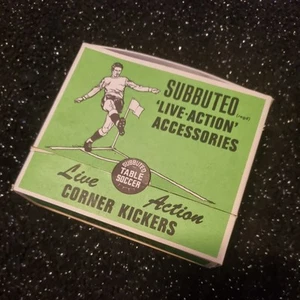 SUBBUTEO (regd)
'LIVE-ACTION'
ACCESSORIES
SUBBUTEO
TABLE
SOCCER
Live Action
CORNER KICKERS